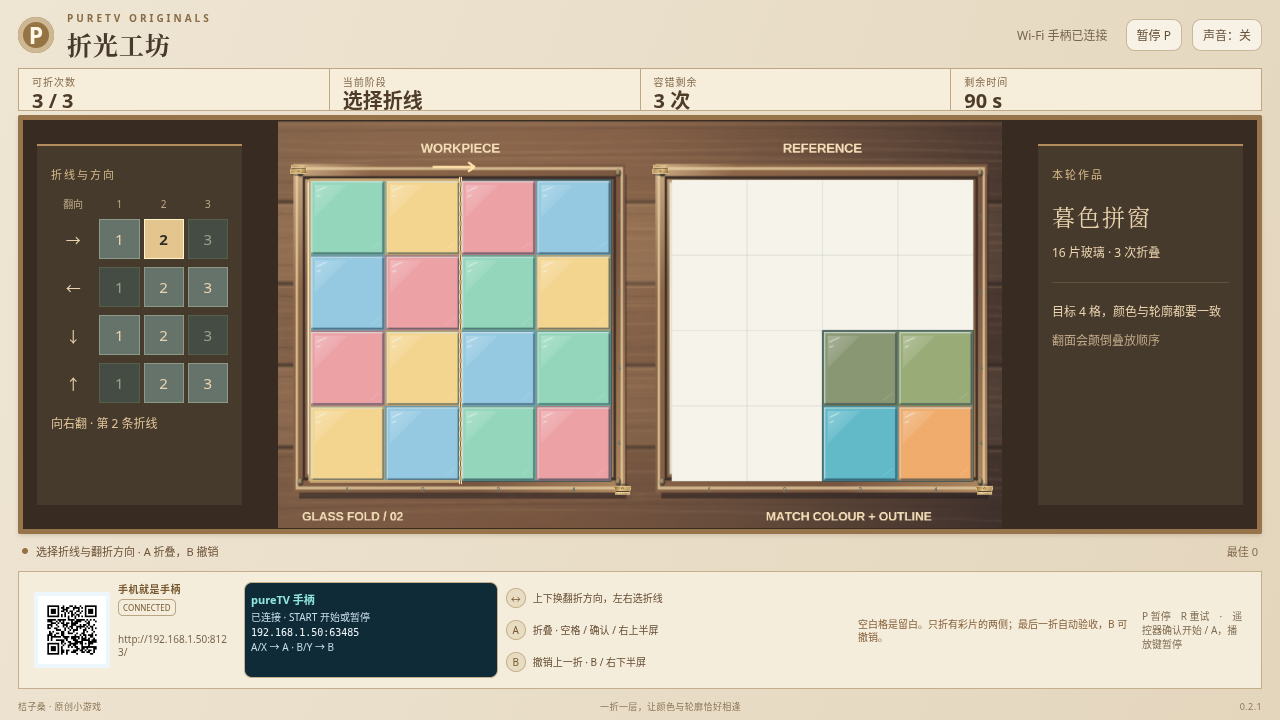 P
PURETV ORIGINALS
折光工坊
Wi-Fi 手柄已连接
暂停 P
声音：关
可折次数
3 / 3
当前阶段
选择折线
容错剩余
3 次
剩余时间
90 s
折线与方向
翻向 1 2 3
→ 1 2 3
← 1 2 3
↓ 1 2 3
↑ 1 2 3
向右翻 · 第 2 条折线
WORKPIECE
GLASS FOLD / 02
REFERENCE
MATCH COLOUR + OUTLINE
本轮作品
暮色拼窗
16 片玻璃 · 3 次折叠
目标 4 格，颜色与轮廓都要一致
翻面会颠倒叠放顺序
选择折线与翻折方向 · A 折叠，B 撤销
最佳 0
手机就是手柄
CONNECTED
http://192.168.1.50:812
3/
pureTV 手柄
已连接 · START 开始或暂停
192.168.1.50:63485
A/X → A · B/Y → B
↔ 上下换翻折方向，左右选折线
A 折叠 · 空格 / 确认 / 右上半屏
B 撤销上一折 · B / 右下半屏
空白格是留白。只折有彩片的两侧；最后一折自动验收，B 可
撤销。
P 暂停 R 重试 · 遥
控器确认开始 / A，播
放键暂停
桔子桑 · 原创小游戏
一折一层，让颜色与轮廓恰好相逢
0.2.1